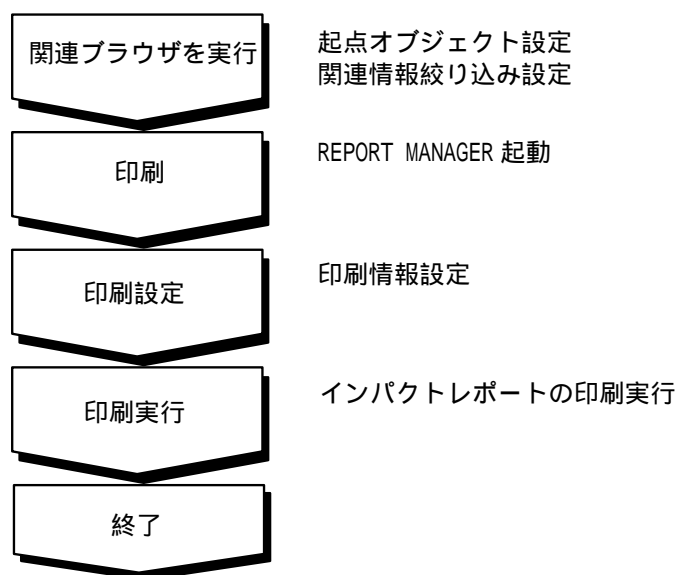 関連ブラウザを実行
起点オブジェクト設定
関連情報絞り込み設定
印刷
REPORT MANAGER 起動
印刷設定
印刷情報設定
印刷実行
インパクトレポートの印刷実行
終了